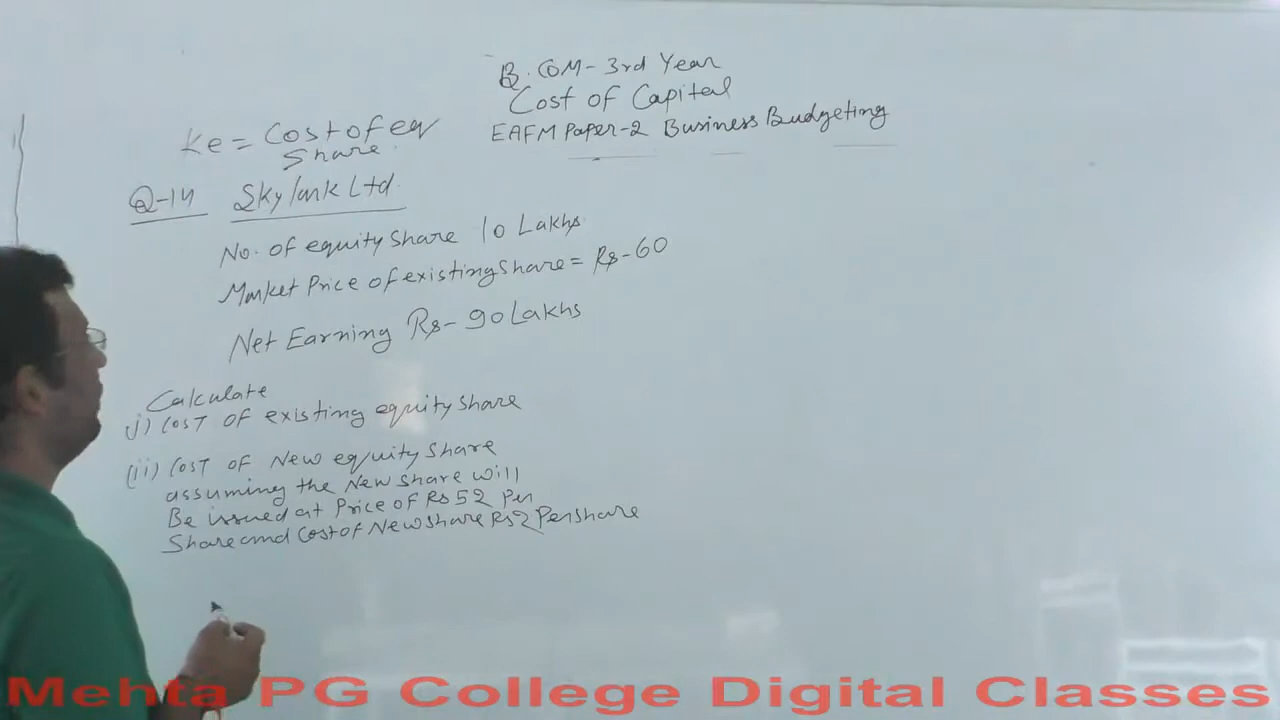 B. COM - 3rd Year
Cost of Capital
EAFM Paper-2 Business Budgeting
Ke = Cost of eq
Share
Q-14 Skylark Ltd.
No. of equity Share 10 Lakhs
Market Price of existing Share = Rs-60
Net Earning Rs- 90 Lakhs
Calculate
i) Cost of existing equity Share
(ii) Cost of New equity Share
assuming the New Share will
Be issued at Price of Rs 52 Per
Share and Cost of New share Rs 2 Per share
Mehta PG College Digital Classes